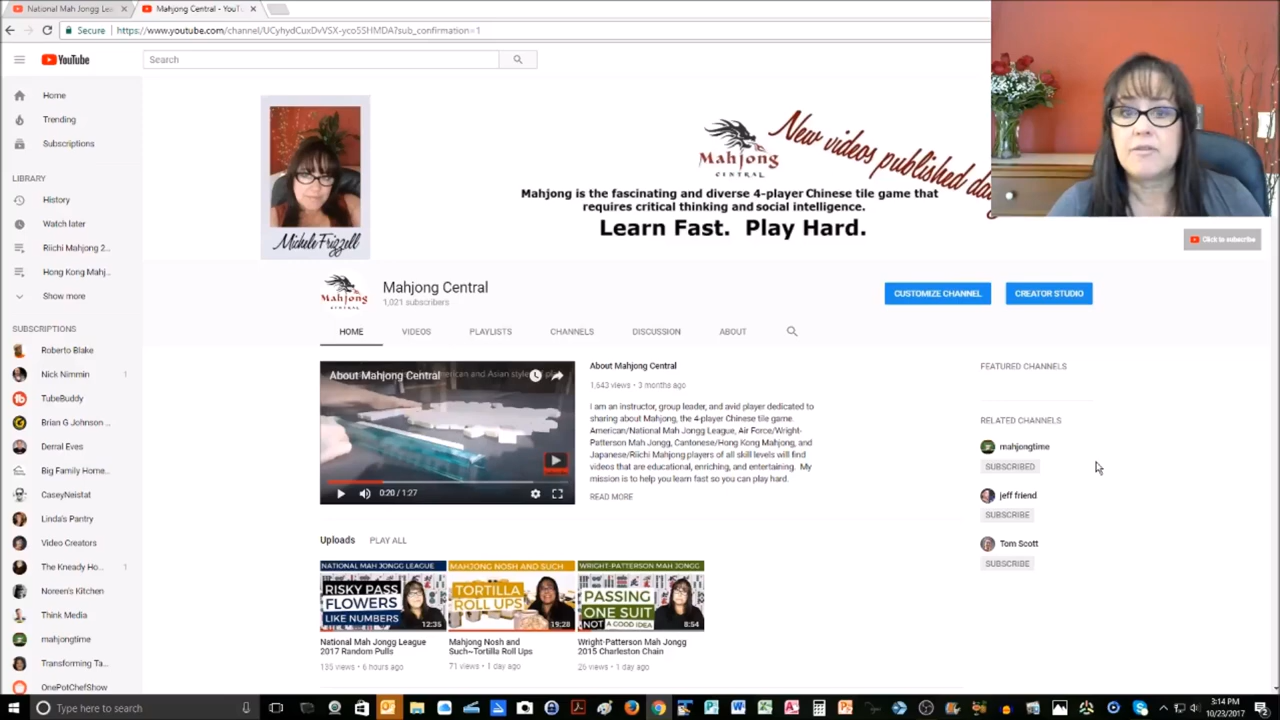 National Mah Jongg Lea
Mahjong Central - YouTu
Secure
https://www.youtube.com/channel/UCyhydCuxDvVSX-yco5SHMDA?sub_confirmation=1
YouTube
Search
Home
Trending
Subscriptions
LIBRARY
History
Watch later
Riichi Mahjong 2...
Hong Kong Mahj...
Show more
SUBSCRIPTIONS
Roberto Blake
Nick Nimmin 1
TubeBuddy
Brian G Johnson ...
Derral Eves
Big Family Home...
CaseyNeistat
Linda's Pantry
Video Creators
The Kneady Ho... 1
Noreen's Kitchen
Think Media
mahjongtime
Transforming Ta...
OnePotChefShow
Michele Frizzell
Mahjong
CENTRAL
New videos published da
Mahjong is the fascinating and diverse 4-player Chinese tile game that
requires critical thinking and social intelligence.
Learn Fast. Play Hard.
Click to subscribe
Mahjong
CENTRAL
Mahjong Central
1,021 subscribers
CUSTOMIZE CHANNEL
CREATOR STUDIO
HOME
VIDEOS
PLAYLISTS
CHANNELS
DISCUSSION
ABOUT
About Mahjong Central
0:20 / 1:27
About Mahjong Central
1,643 views • 3 months ago
I am an instructor, group leader, and avid player dedicated to
sharing about Mahjong, the 4-player Chinese tile game.
American/National Mah Jongg League, Air Force/Wright-
Patterson Mah Jongg, Cantonese/Hong Kong Mahjong, and
Japanese/Riichi Mahjong players of all skill levels will find
videos that are educational, enriching, and entertaining. My
mission is to help you learn fast so you can play hard.
READ MORE
FEATURED CHANNELS
RELATED CHANNELS
mahjongtime
SUBSCRIBED
jeff friend
SUBSCRIBE
Tom Scott
SUBSCRIBE
Uploads
PLAY ALL
NATIONAL MAH JONGG LEAGUE
RISKY PASS
FLOWERS
LIKE NUMBERS
12:35
National Mah Jongg League
2017 Random Pulls
135 views • 6 hours ago
MAHJONG NOSH AND SUCH
TORTILLA
ROLL UPS
19:28
Mahjong Nosh and
Such~Tortilla Roll Ups
71 views • 1 day ago
WRIGHT-PATTERSON MAH JONGG
PASSING
ONE SUIT
NOT A GOOD IDEA
8:54
Wright-Patterson Mah Jongg
2015 Charleston Chain
26 views • 1 day ago
Type here to search
3:14 PM
10/23/2017